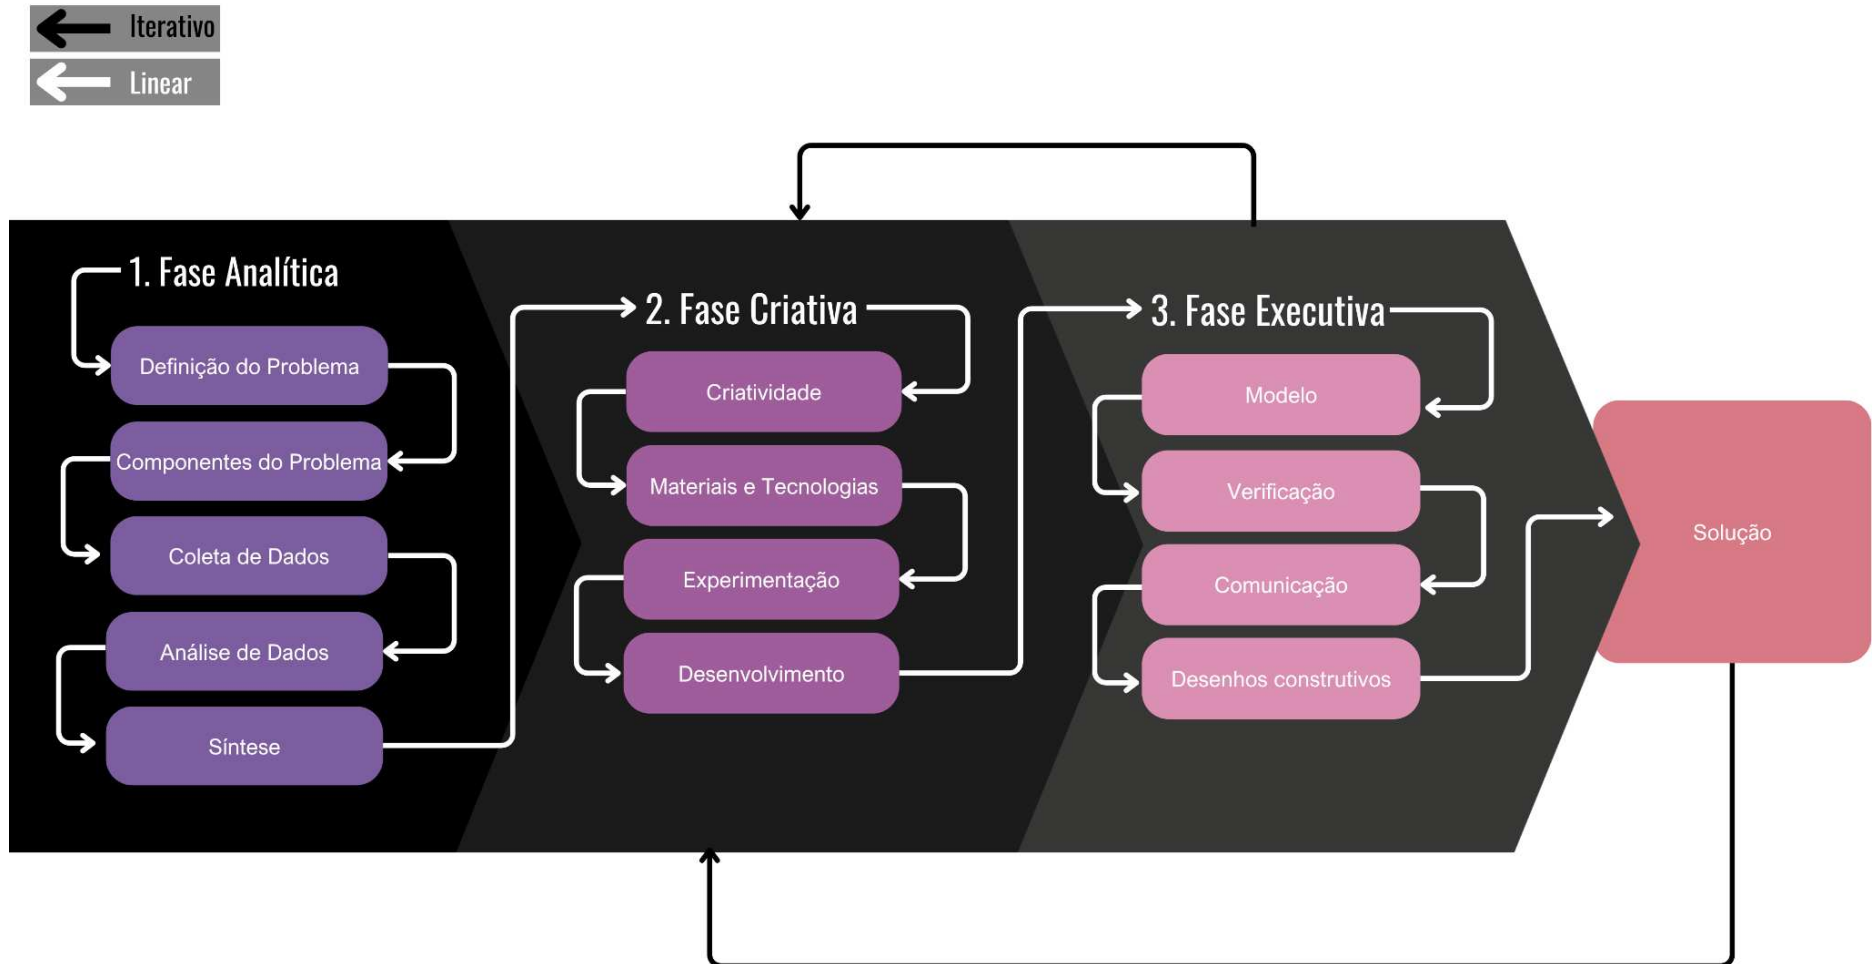 Iterativo
Linear
1. Fase Analítica
Definição do Problema
Componentes do Problema
Coleta de Dados
Análise de Dados
Síntese
2. Fase Criativa
Criatividade
Materiais e Tecnologias
Experimentação
Desenvolvimento
3. Fase Executiva
Modelo
Verificação
Comunicação
Desenhos construtivos
Solução